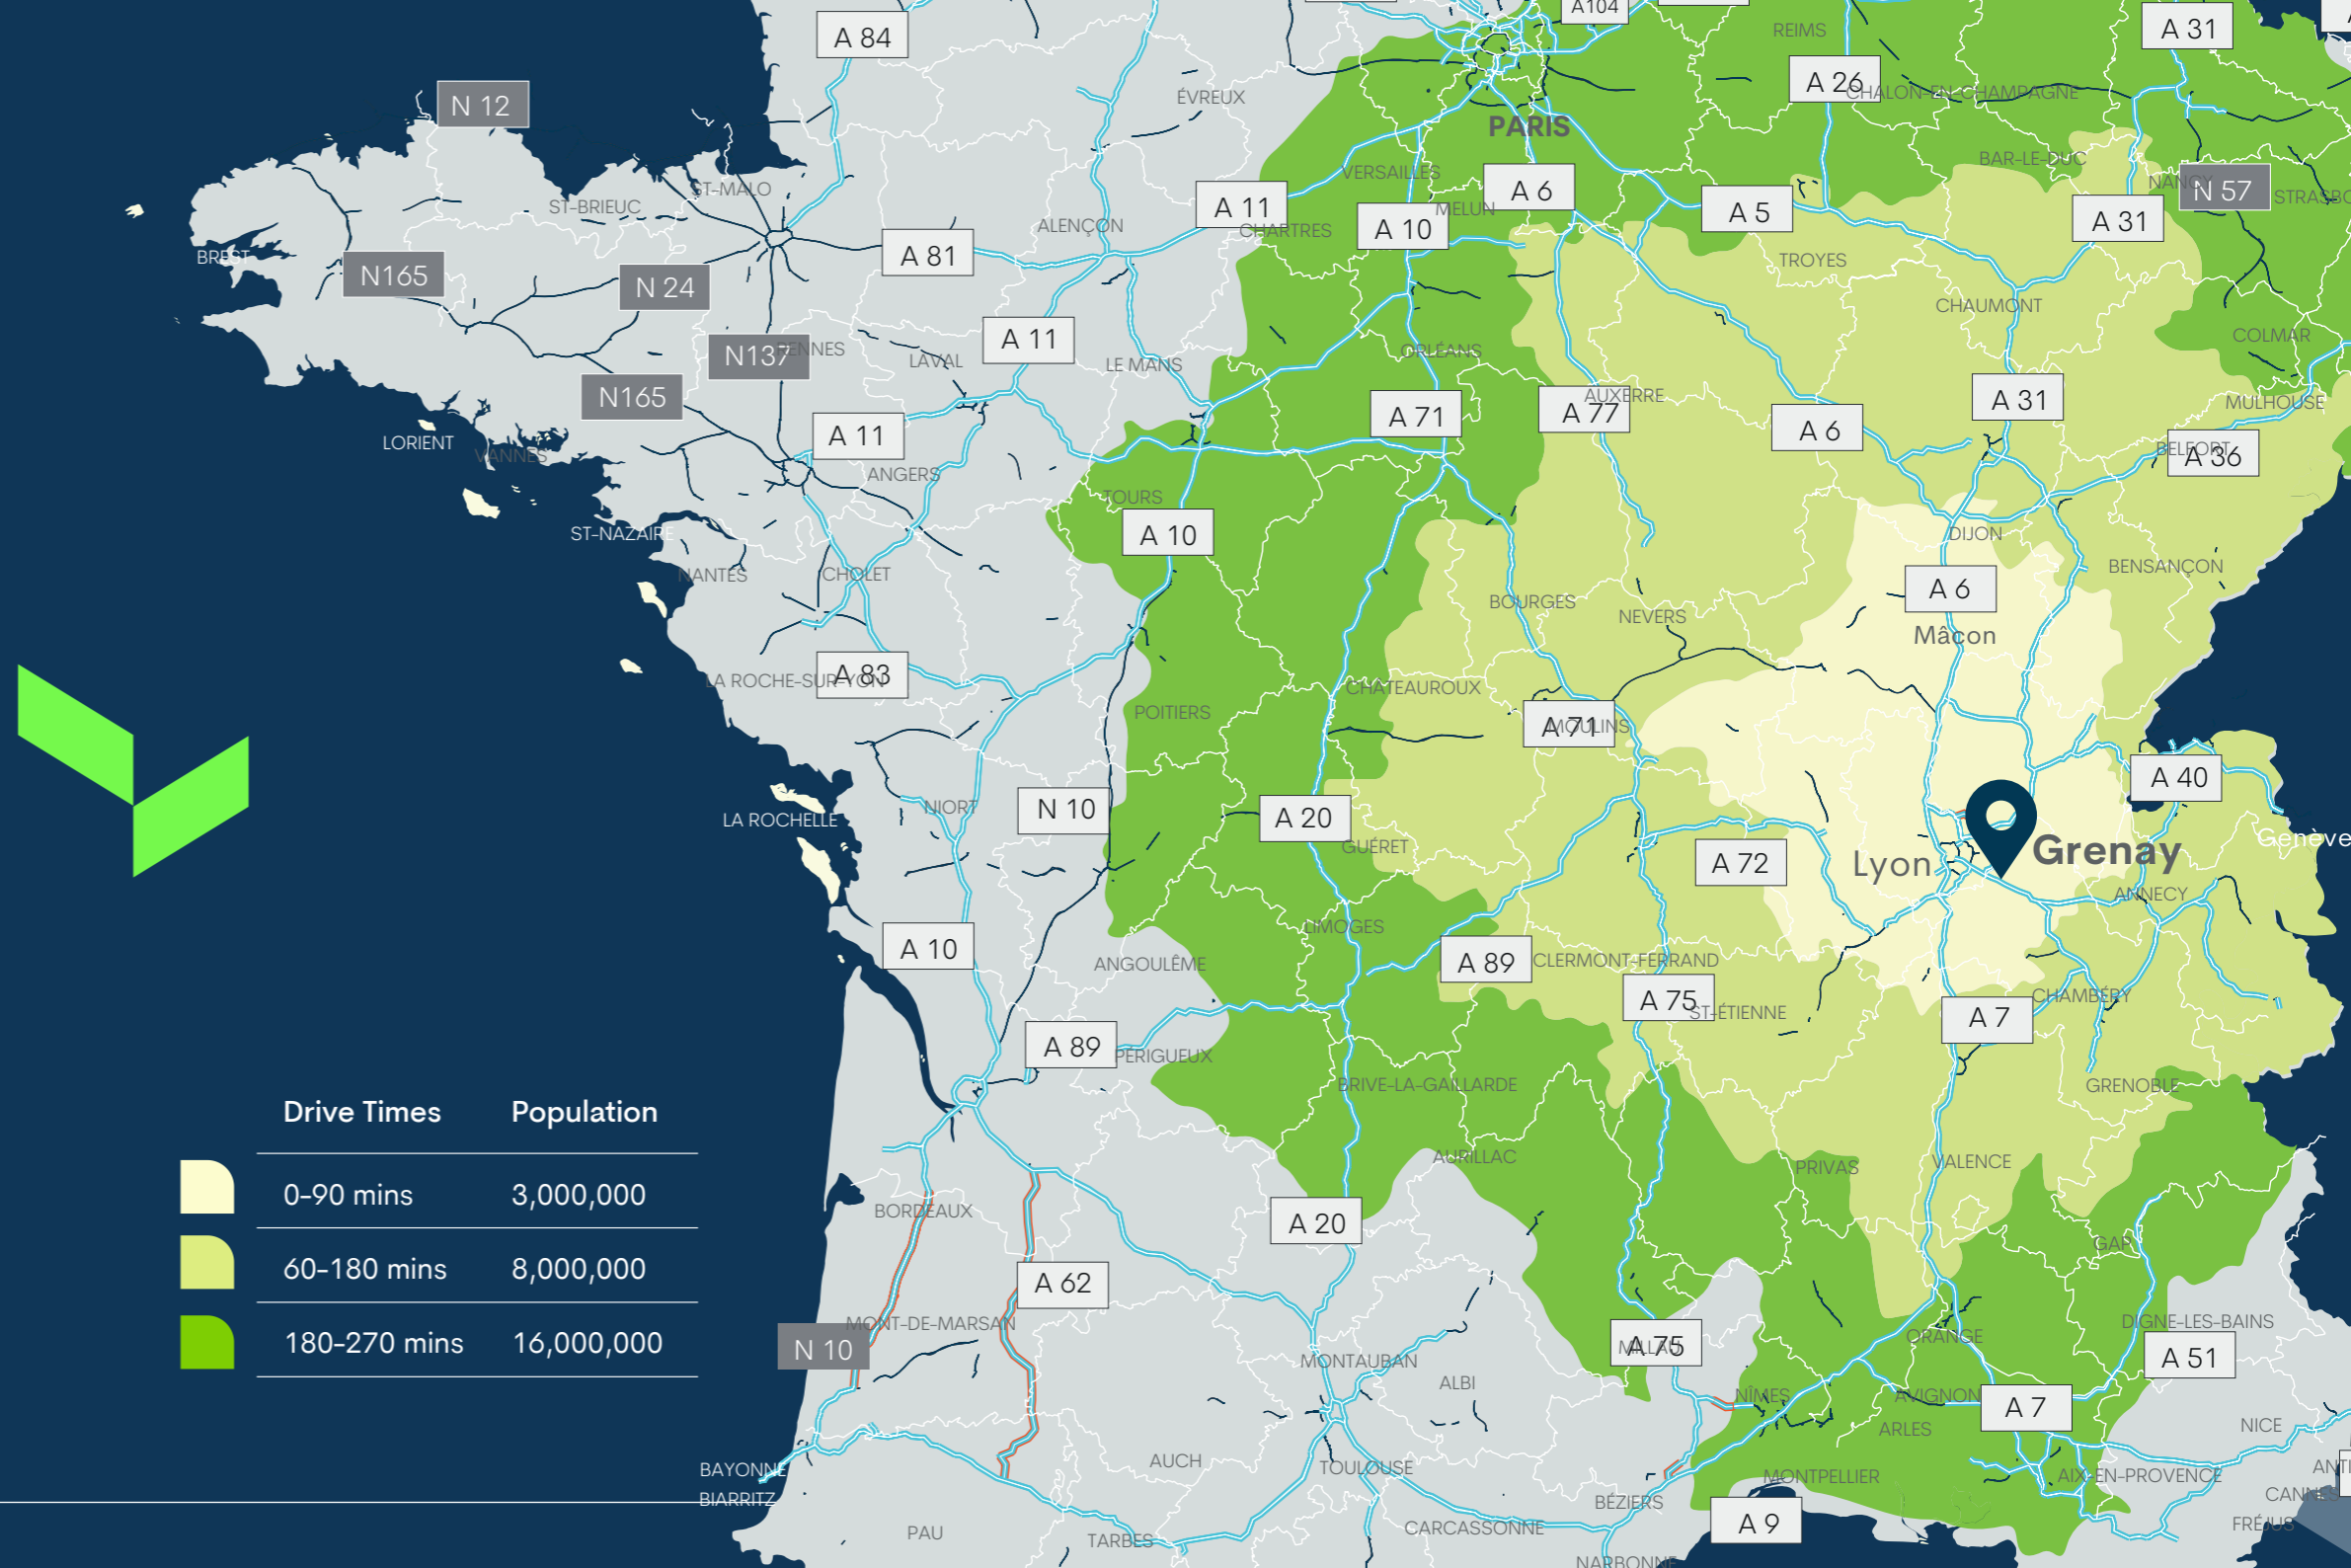 A104
A 31
A 84
REIMS
A 26
CHALON-EN-CHAMPAGNE
ÉVREUX
N 12
PARIS
BAR-LE-DUC
VERSAILLES
NANCY
N 57
STRASBO
ST-MALO
ST-BRIEUC
A 6
A 5
A 11
MELUN
A 31
ALENÇON
CHARTRES
A 10
BREST
A 81
TROYES
N165
N 24
CHAUMONT
A 11
COLMAR
N137
RENNES
LAVAL
LE MANS
ORLÉANS
N165
AUXERRE
A 31
MULHOUSE
A 71
A 77
A 6
LORIENT
A 11
VANNES
BELFORT
A 36
ANGERS
TOURS
ST-NAZAIRE
A 10
DIJON
NANTES
CHOLET
BENSANÇON
A 6
BOURGES
NEVERS
Mâcon
A 83
LA ROCHE-SUR-YON
CHÂTEAUROUX
POITIERS
A 71
MOULINS
A 40
N 10
NIORT
LA ROCHELLE
A 20
GUÉRET
Genève
Lyon
Grenay
A 72
ANNECY
LIMOGES
A 10
ANGOULÊME
A 89
CLERMONT-FERRAND
A 75
ST-ÉTIENNE
CHAMBÉRY
A 7
A 89
PÉRIGUEUX
BRIVE-LA-GAILLARDE
GRENOBLE
Drive Times Population
0-90 mins 3,000,000
60-180 mins 8,000,000
180-270 mins 16,000,000
AURILLAC
PRIVAS
VALENCE
BORDEAUX
A 20
GAP
A 62
MONT-DE-MARSAN
N 10
DIGNE-LES-BAINS
ORANGE
A 75
MILLAU
A 51
MONTAUBAN
ALBI
NÎMES
AVIGNON
A 7
ARLES
NICE
AUCH
BAYONNE
TOULOUSE
MONTPELLIER
AIX-EN-PROVENCE
ANTI
BIARRITZ
BÉZIERS
CANNES
PAU
TARBES
CARCASSONNE
A 9
FRÉJUS
NARBONNE